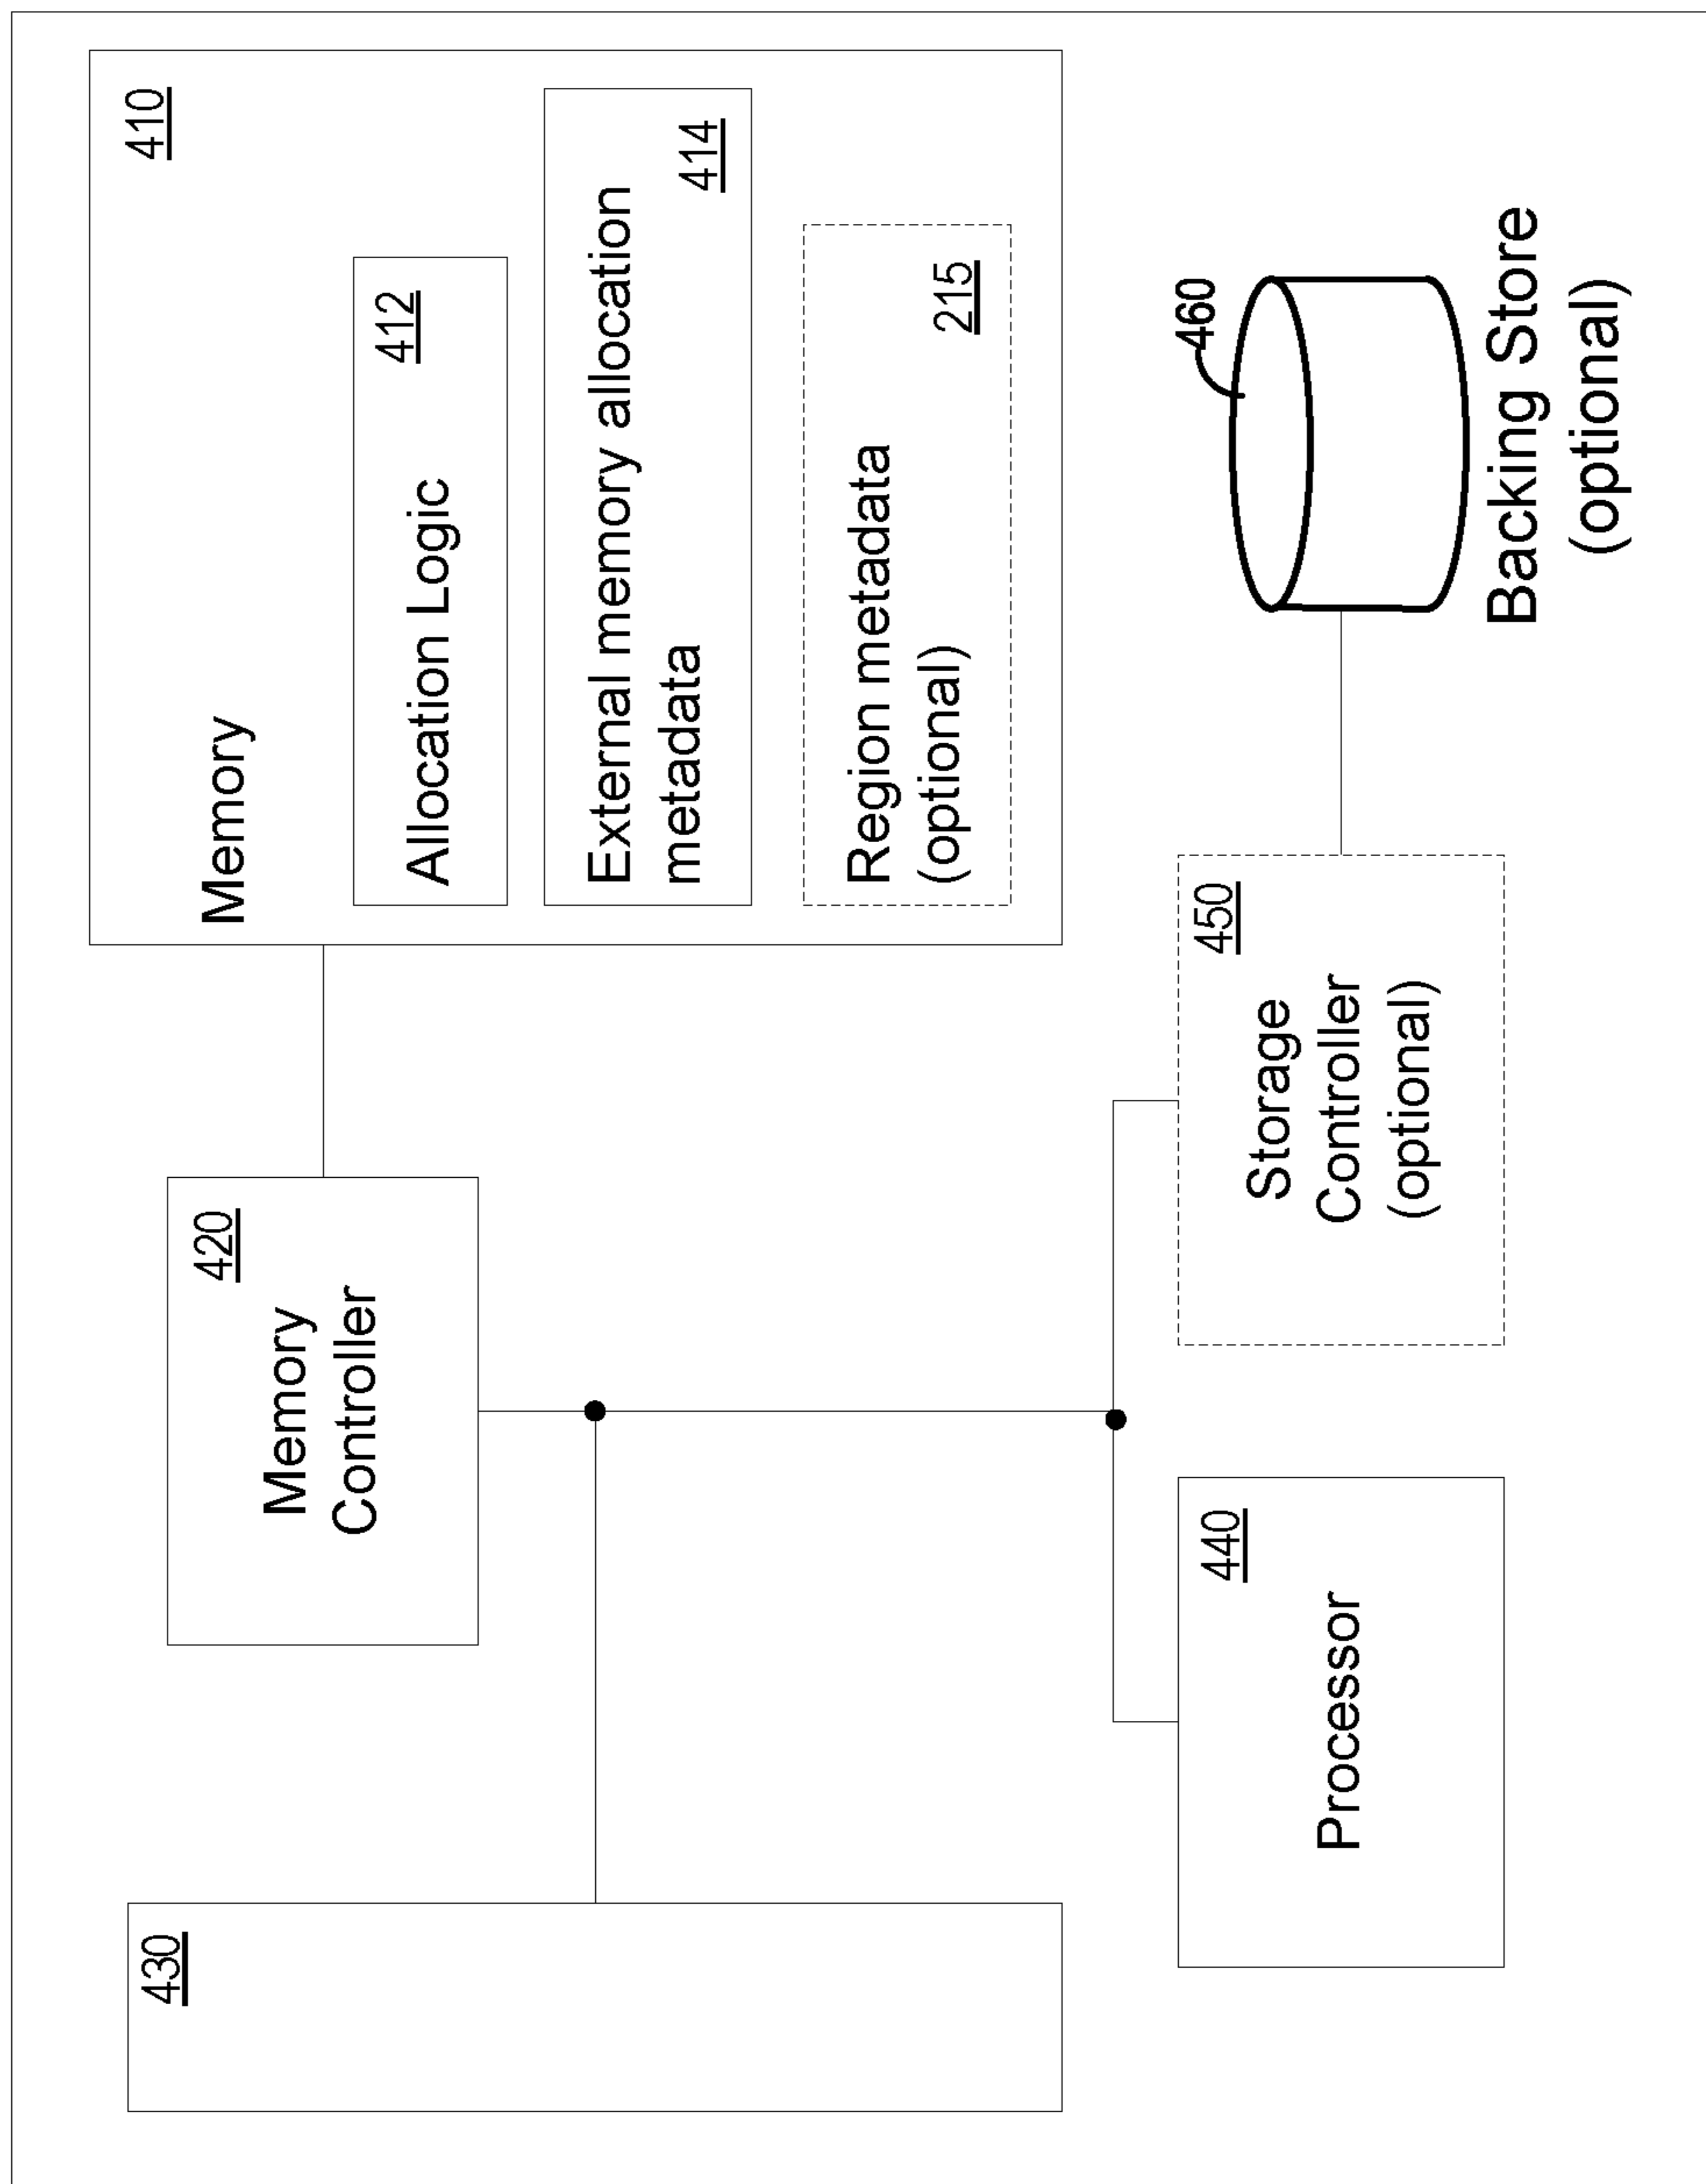 430
420
Memory
Controller
Memory
410
Allocation Logic
412
External memory allocation
metadata
414
Region metadata
(optional)
215
440
Processor
450
Storage
Controller
(optional)
460
Backing Store
(optional)